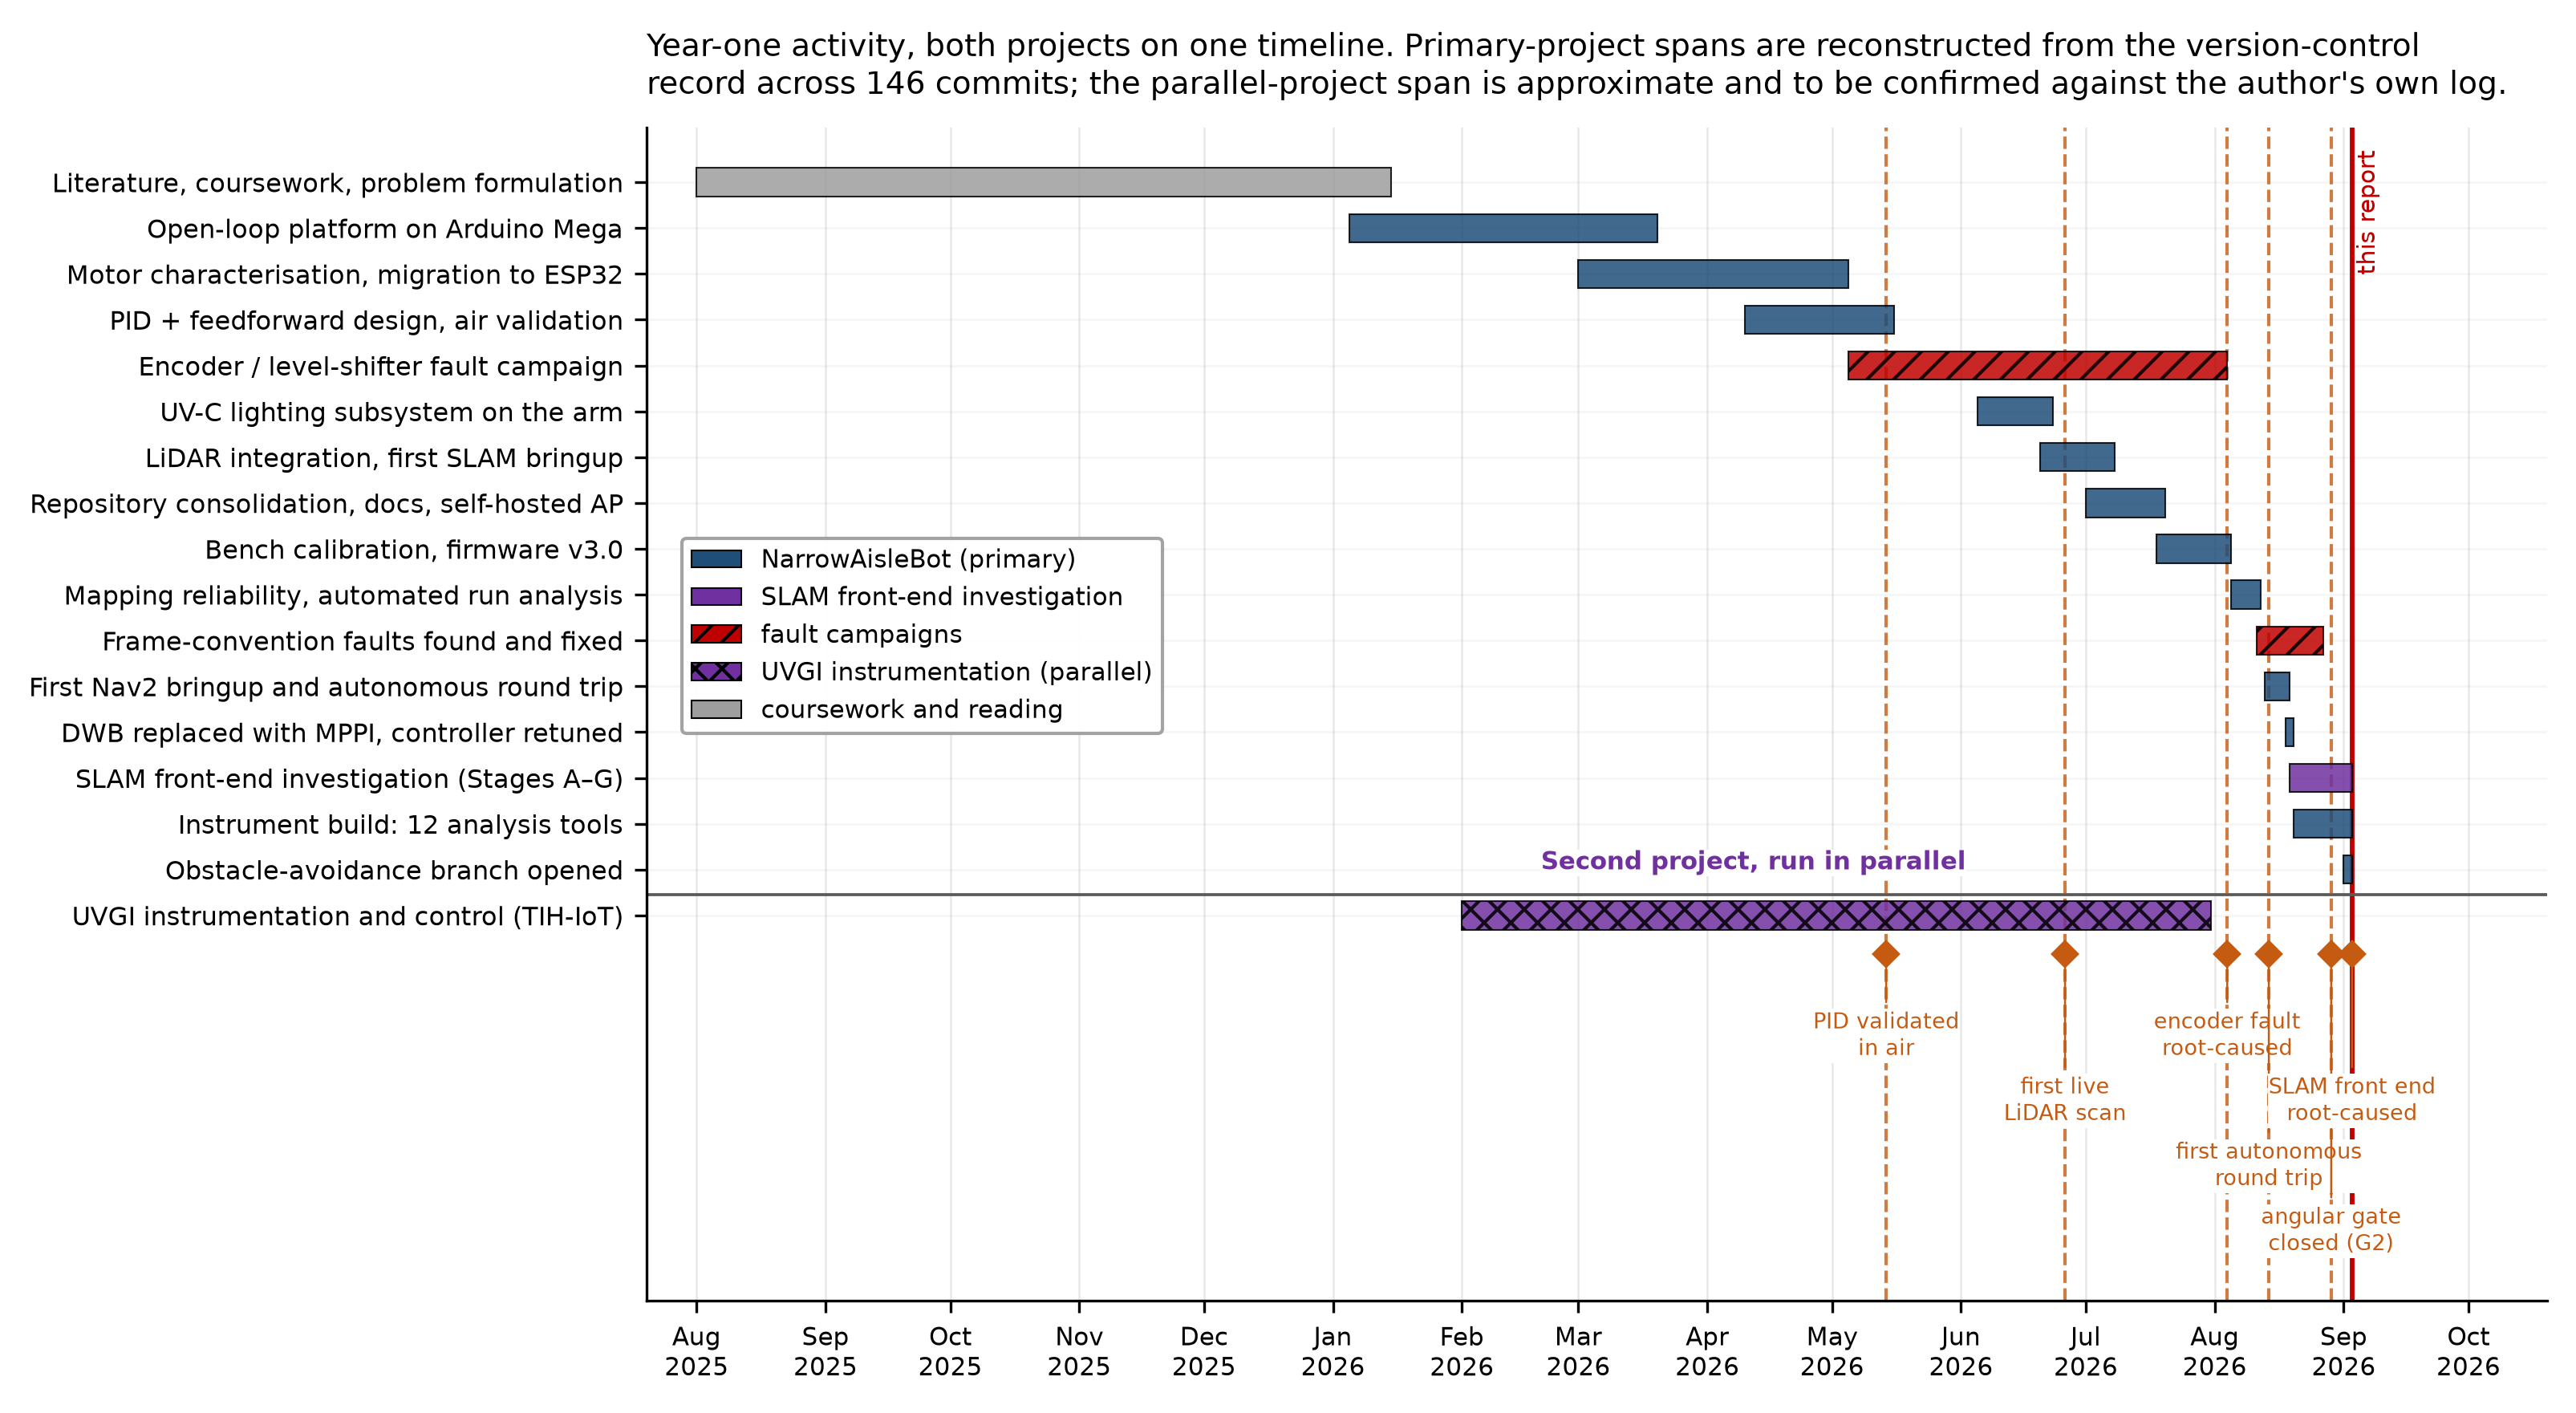 Year-one activity, both projects on one timeline. Primary-project spans are reconstructed from the version-control
record across 146 commits; the parallel-project span is approximate and to be confirmed against the author's own log.
this report
Literature, coursework, problem formulation
Open-loop platform on Arduino Mega
Motor characterisation, migration to ESP32
PID + feedforward design, air validation
Encoder / level-shifter fault campaign
UV-C lighting subsystem on the arm
LiDAR integration, first SLAM bringup
Repository consolidation, docs, self-hosted AP
Bench calibration, firmware v3.0
Mapping reliability, automated run analysis
Frame-convention faults found and fixed
First Nav2 bringup and autonomous round trip
DWB replaced with MPPI, controller retuned
SLAM front-end investigation (Stages A–G)
Instrument build: 12 analysis tools
Obstacle-avoidance branch opened
UVGI instrumentation and control (TIH-IoT)
NarrowAisleBot (primary)
SLAM front-end investigation
fault campaigns
UVGI instrumentation (parallel)
coursework and reading
Second project, run in parallel
PID validated
in air
encoder fault
root-caused
first live
LiDAR scan
SLAM front end
root-caused
first autonomous
round trip
angular gate
closed (G2)
Aug Sep Oct Nov Dec Jan Feb Mar Apr May Jun Jul Aug Sep Oct
2025 2025 2025 2025 2025 2026 2026 2026 2026 2026 2026 2026 2026 2026 2026